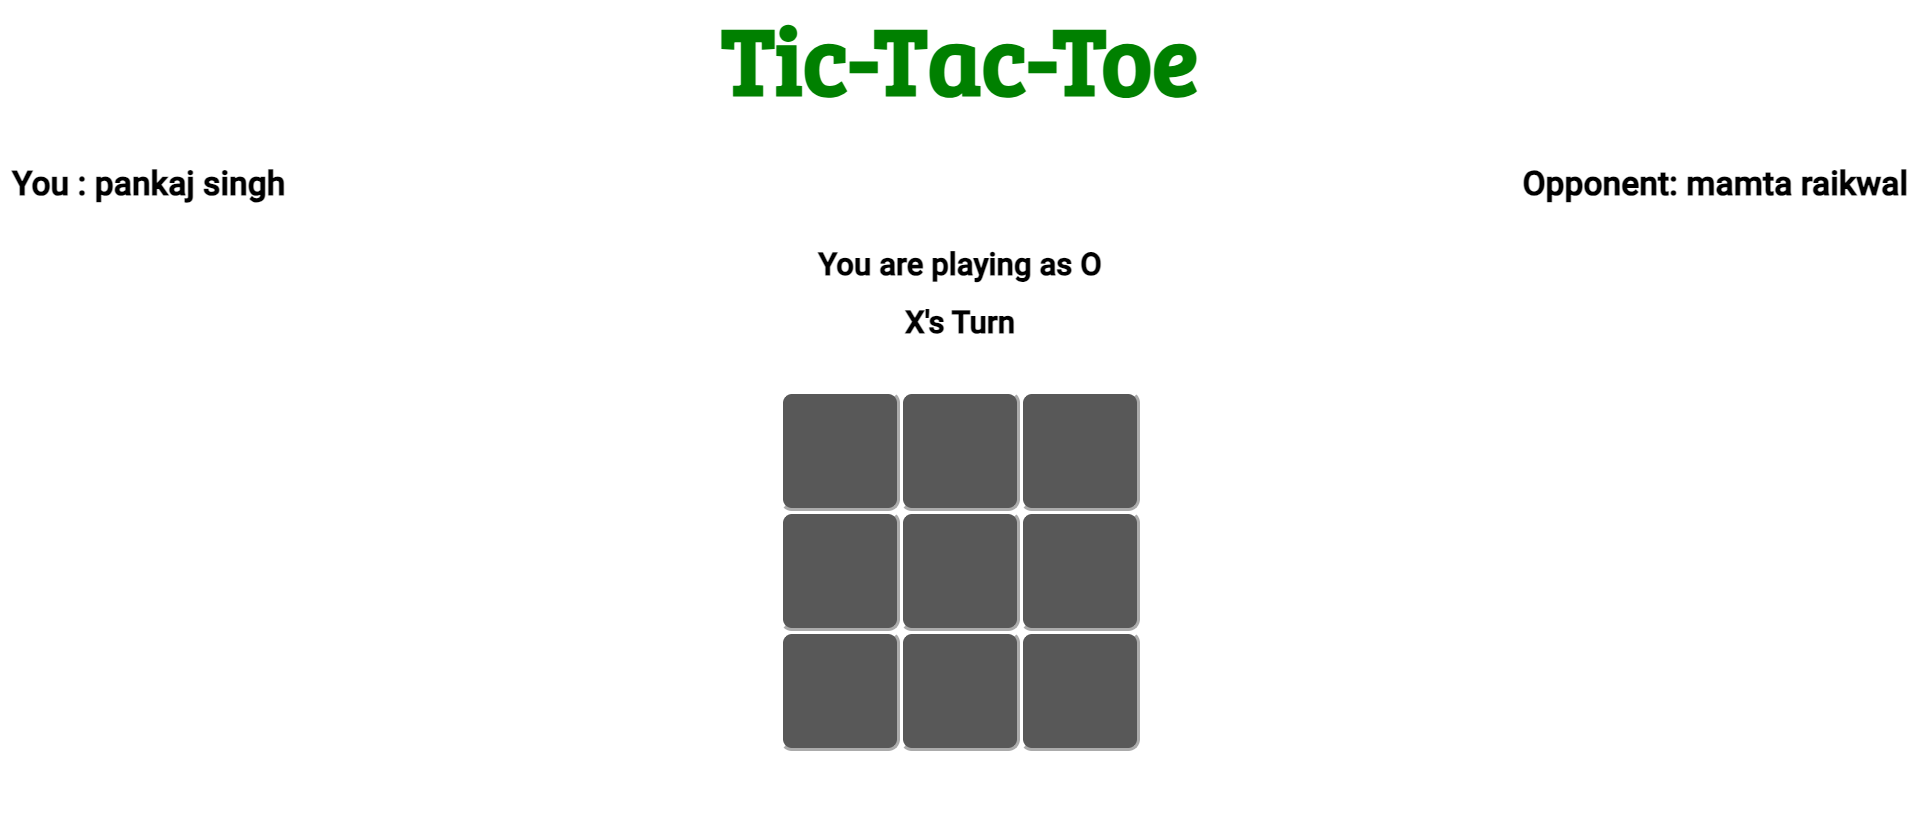 Tic-Tac-Toe
You : pankaj singh
Opponent: mamta raikwal
You are playing as O
X's Turn